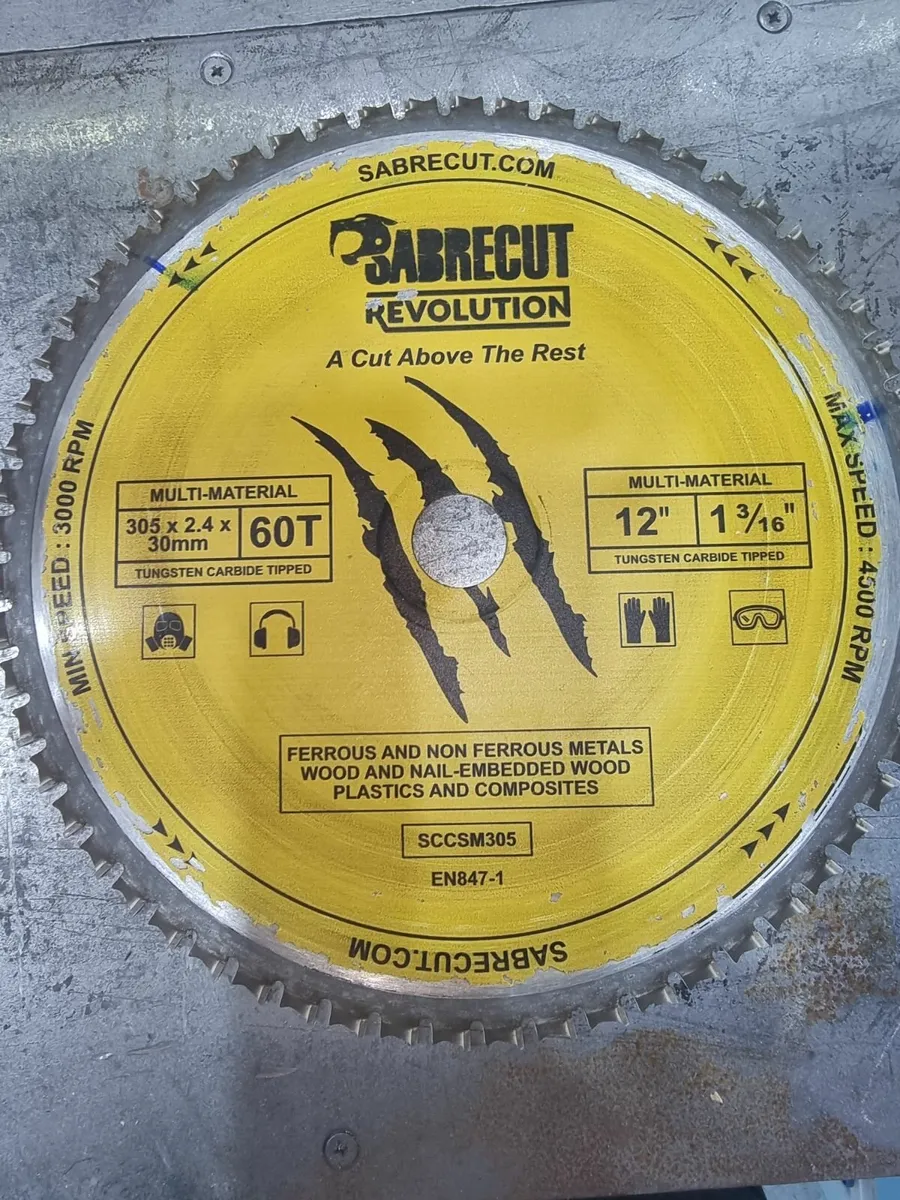 SABRECUT.COM
SABRECUT
REVOLUTION
A Cut Above The Rest
MIN SPEED : 3000 RPM
MAX SPEED : 4500 RPM
MULTI-MATERIAL
305 x 2.4 x
30mm
60T
TUNGSTEN CARBIDE TIPPED
MULTI-MATERIAL
12"
1 3/16"
TUNGSTEN CARBIDE TIPPED
FERROUS AND NON FERROUS METALS
WOOD AND NAIL-EMBEDDED WOOD
PLASTICS AND COMPOSITES
SCCSM305
EN847-1
SABRECUT.COM